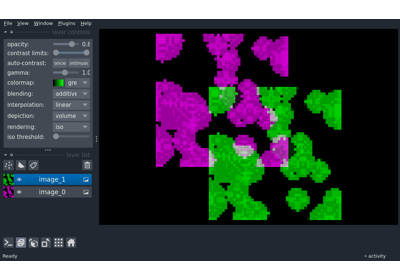 File View Window Plugins Help
layer controls
opacity: 0.8
contrast limits:
auto-contrast: once
gamma: 1.0
colormap: gre
blending: additive
interpolation: linear
depiction: volume
rendering: iso
iso threshold:
layer list
image_1
image_0
Ready activity